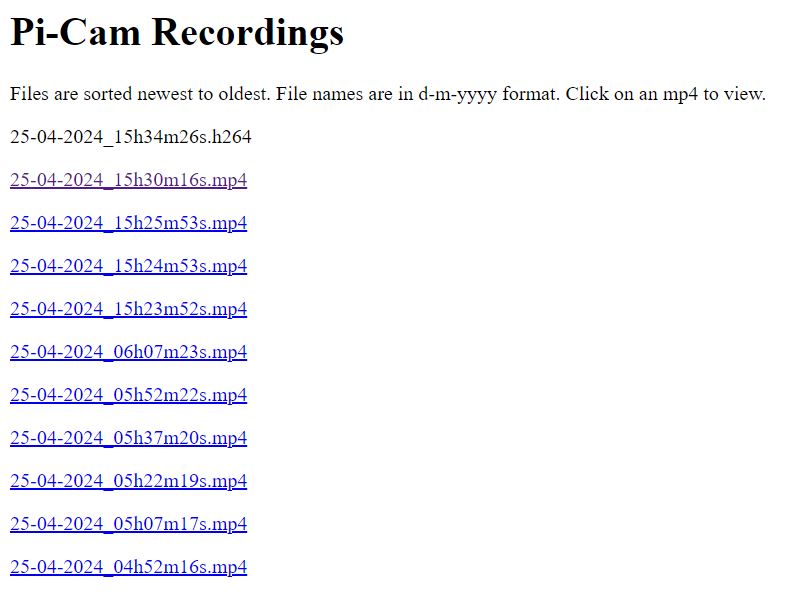 Pi-Cam Recordings
Files are sorted newest to oldest. File names are in d-m-yyyy format. Click on an mp4 to view.
25-04-2024_15h34m26s.h264
25-04-2024_15h30m16s.mp4
25-04-2024_15h25m53s.mp4
25-04-2024_15h24m53s.mp4
25-04-2024_15h23m52s.mp4
25-04-2024_06h07m23s.mp4
25-04-2024_05h52m22s.mp4
25-04-2024_05h37m20s.mp4
25-04-2024_05h22m19s.mp4
25-04-2024_05h07m17s.mp4
25-04-2024_04h52m16s.mp4